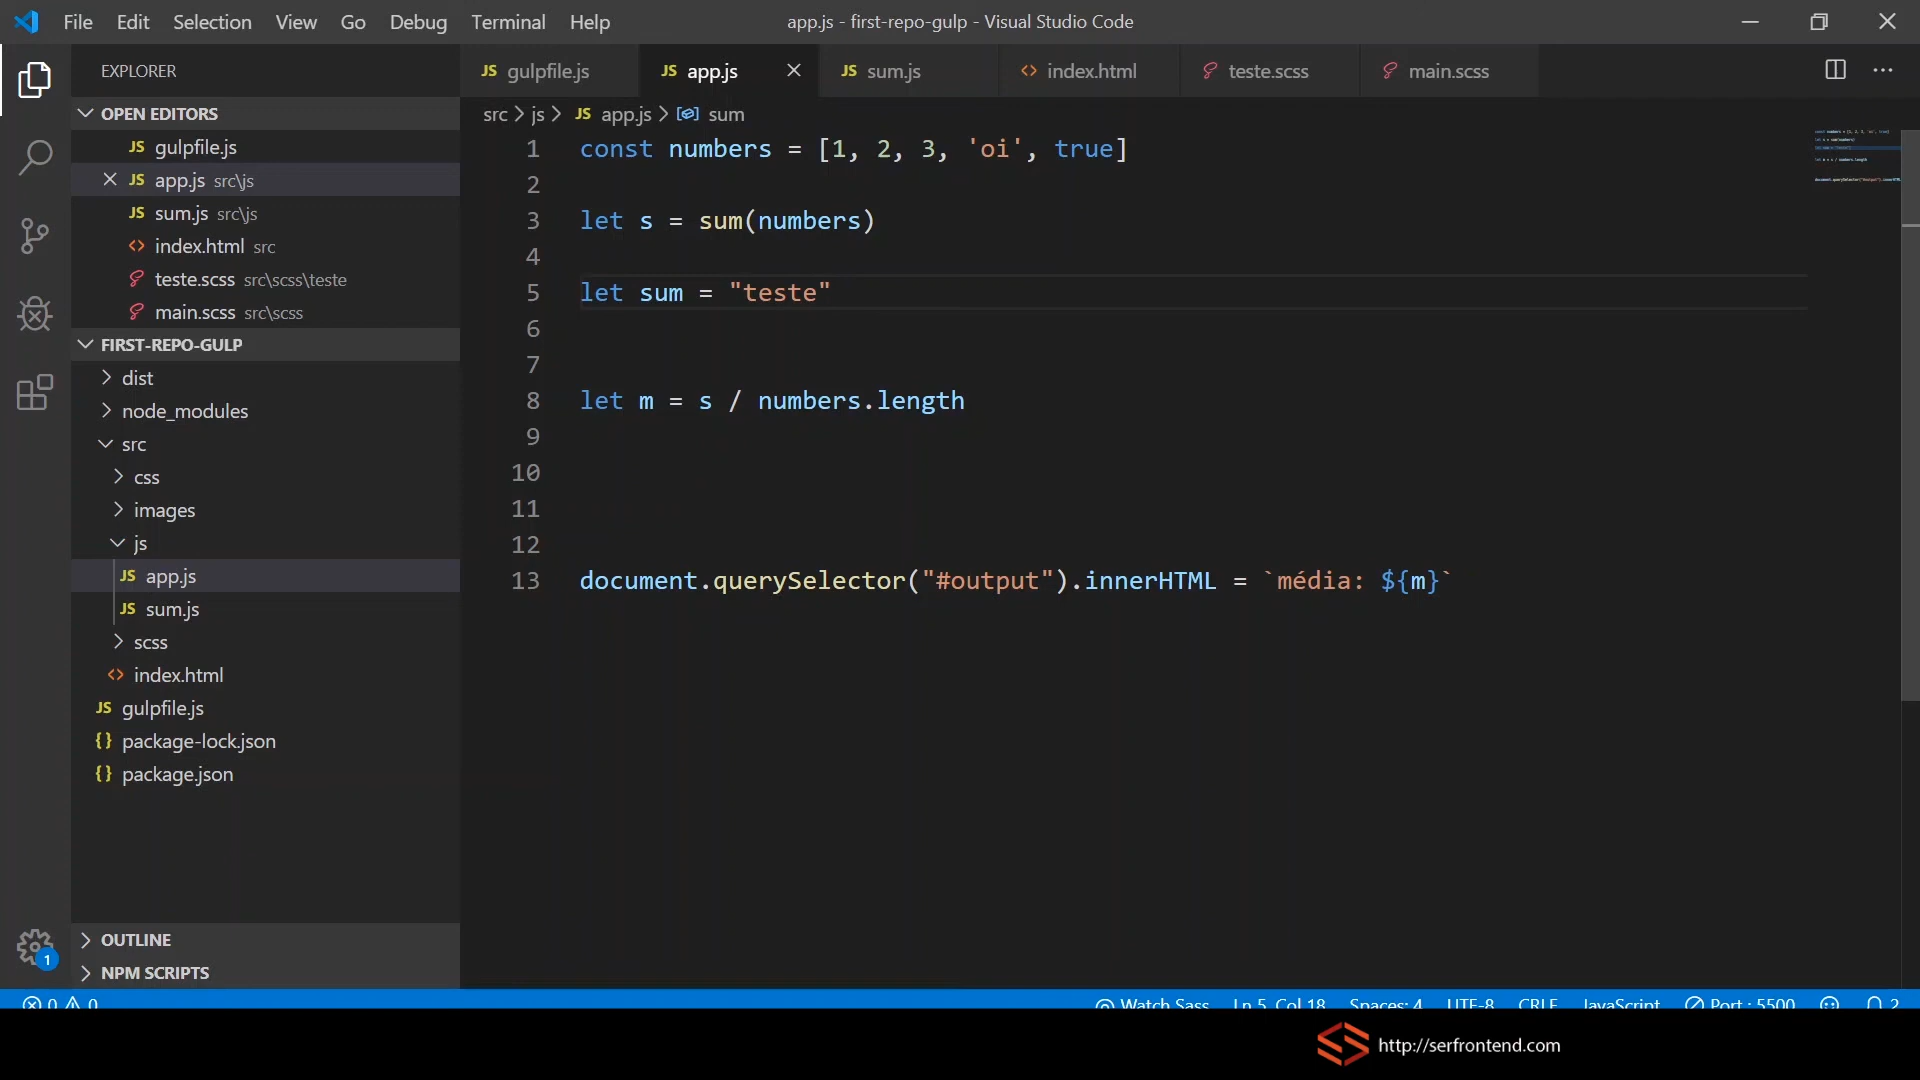 File Edit Selection View Go Debug Terminal Help
app.js - first-repo-gulp - Visual Studio Code
EXPLORER
OPEN EDITORS
JS gulpfile.js
JS app.js src\js
JS sum.js src\js
<> index.html src
teste.scss src\scss\teste
main.scss src\scss
FIRST-REPO-GULP
dist
node_modules
src
css
images
js
JS app.js
JS sum.js
scss
<> index.html
JS gulpfile.js
{} package-lock.json
{} package.json
OUTLINE
NPM SCRIPTS
1
JS gulpfile.js JS app.js JS sum.js <> index.html teste.scss main.scss
src > js > JS app.js > sum
1 const numbers = [1, 2, 3, 'oi', true]
2
3 let s = sum(numbers)
4
5 let sum = "teste"
6
7
8 let m = s / numbers.length
9
10
11
12
13 document.querySelector("#output").innerHTML = `média: ${m}`
0 0 Watch Sass Ln 5, Col 18 Spaces: 4 UTF-8 CRLF JavaScript Port : 5500 2
http://serfrontend.com